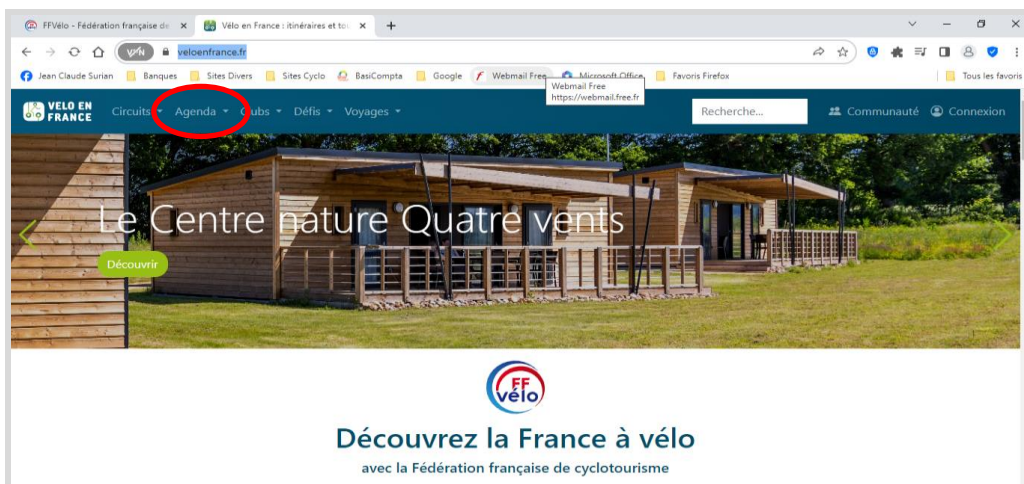 FFVélo - Fédération française de
Vélo en France : itinéraires et tou
VPN
veloenfrance.fr
Jean Claude Surian Banques Sites Divers Sites Cyclo BasiCompta Google Webmail Free Microsoft Office Favoris Firefox Tous les favoris
Webmail Free
https://webmail.free.fr
VELO EN
FRANCE
Circuits Agenda Clubs Défis Voyages Recherche... Communauté Connexion
Le Centre nature Quatre vents
Découvrir
FF
vélo
Découvrez la France à vélo
avec la Fédération française de cyclotourisme